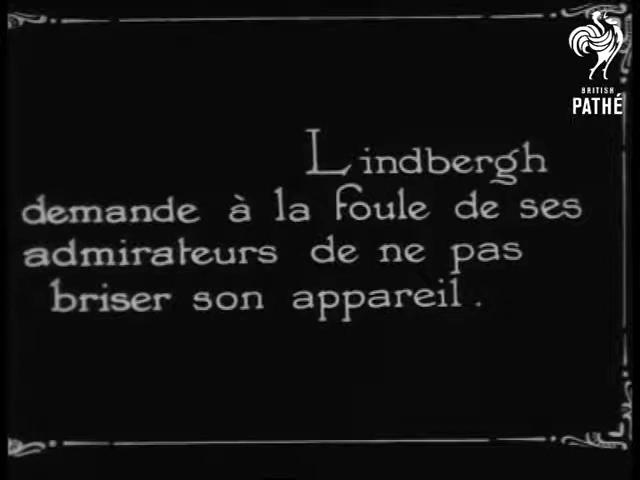 BRITISH
PATHÉ
Lindbergh
demande à la foule de ses
admirateurs de ne pas
briser son appareil.